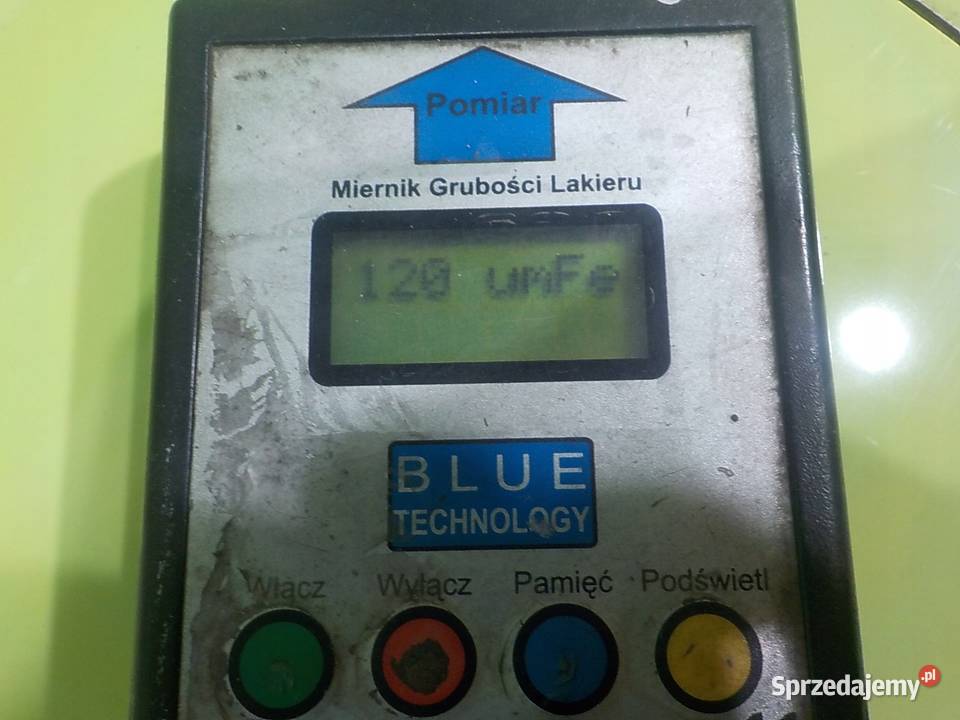 Pomiar
Miernik Grubości Lakieru
120 umFe
BLUE
TECHNOLOGY
Włącz Wyłącz Pamięć Podświetl
Sprzedajemy.pl